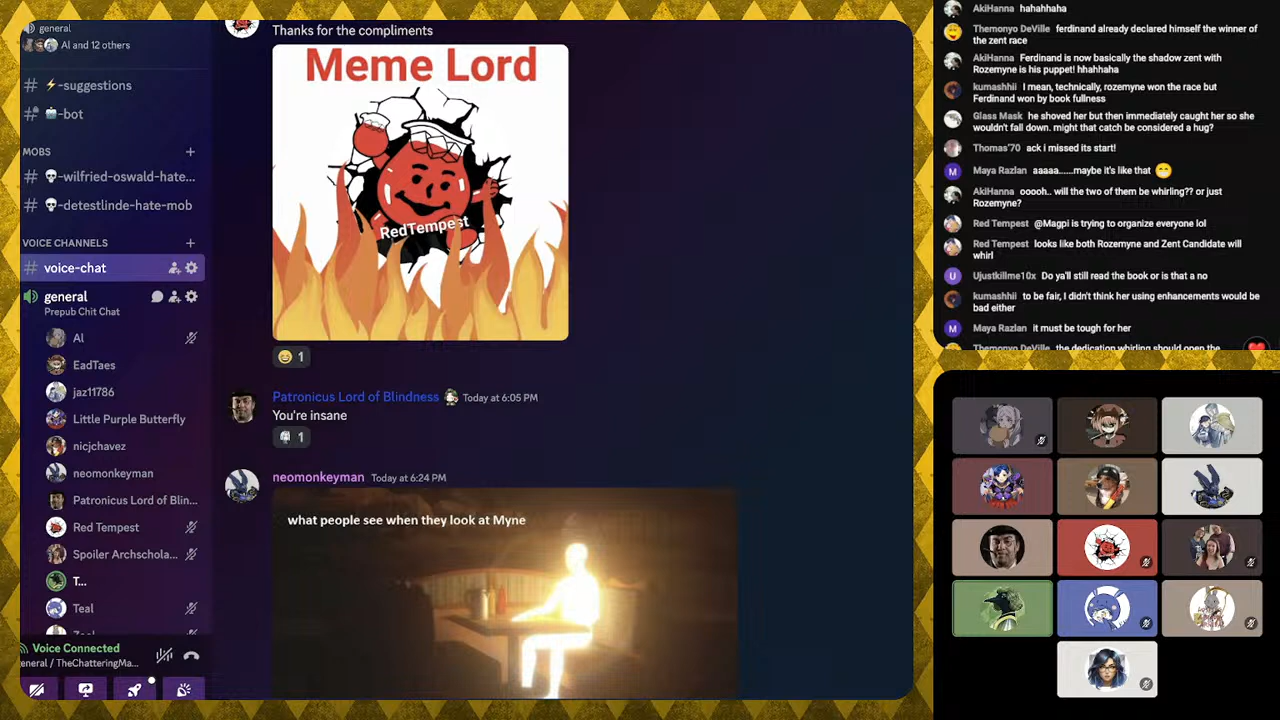 general
Al and 12 others
-suggestions
-bot
MOBS
-wilfried-oswald-hate...
-detestlinde-hate-mob
VOICE CHANNELS
voice-chat
general
Prepub Chit Chat
Al
EadTaes
jaz11786
Little Purple Butterfly
nicjchavez
neomonkeyman
Patronicus Lord of Blin...
Red Tempest
Spoiler Archschola...
T...
Teal
Voice Connected
eneral / TheChatteringMa...
Thanks for the compliments
Meme Lord
RedTempest
1
Patronicus Lord of Blindness Today at 6:05 PM
You're insane
1
neomonkeyman Today at 6:24 PM
what people see when they look at Myne
AkiHanna hahahhaha
Themonyo DeVille ferdinand already declared himself the winner of
the zent race
AkiHanna Ferdinand is now basically the shadow zent with
Rozemyne is his puppet! hhahhaha
kumashhii I mean, technically, rozemyne won the race but
Ferdinand won by book fullness
Glass Mask he shoved her but then immediately caught her so she
wouldn't fall down. might that catch be considered a hug?
Thomas'70 ack i missed its start!
Maya Razlan aaaaa......maybe it's like that
AkiHanna ooooh.. will the two of them be whirling?? or just
Rozemyne?
Red Tempest @Magpi is trying to organize everyone lol
Red Tempest looks like both Rozemyne and Zent Candidate will
whirl
Ujustkillme10x Do ya'll still read the book or is that a no
kumashhii to be fair, I didn't think her using enhancements would be
bad either
Maya Razlan it must be tough for her
Themonyo DeVille the dedication whirling should open the